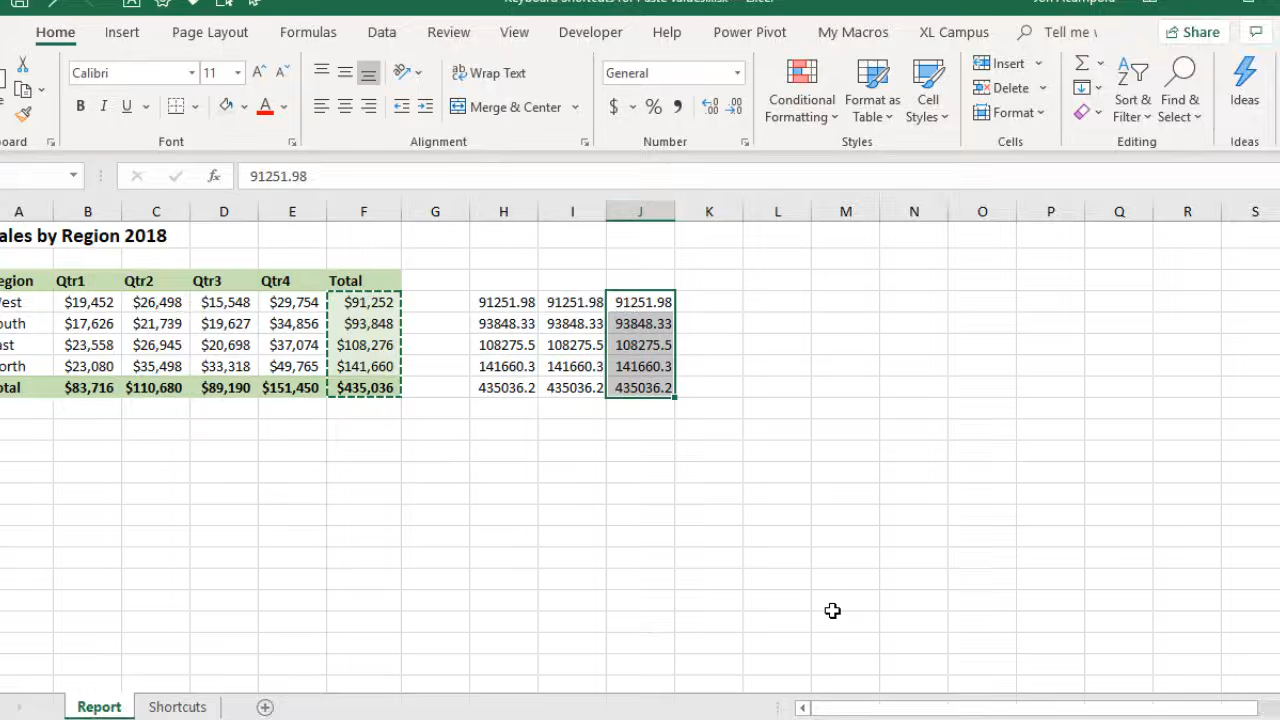 Home Insert Page Layout Formulas Data Review View Developer Help Power Pivot My Macros XL Campus Tell me Share
Calibri 11 Wrap Text General Insert
Conditional Format as Cell Delete Sort & Find & Ideas
B I U A Merge & Center $ % Formatting Table Styles Format Filter Select
Font Alignment Number Styles Cells Editing Ideas
fx 91251.98
A B C D E F G H I J K L M N O P Q R S
ales by Region 2018
egion Qtr1 Qtr2 Qtr3 Qtr4 Total
est $19,452 $26,498 $15,548 $29,754 $91,252 91251.98 91251.98 91251.98
outh $17,626 $21,739 $19,627 $34,856 $93,848 93848.33 93848.33 93848.33
ast $23,558 $26,945 $20,698 $37,074 $108,276 108275.5 108275.5 108275.5
orth $23,080 $35,498 $33,318 $49,765 $141,660 141660.3 141660.3 141660.3
otal $83,716 $110,680 $89,190 $151,450 $435,036 435036.2 435036.2 435036.2
Report Shortcuts